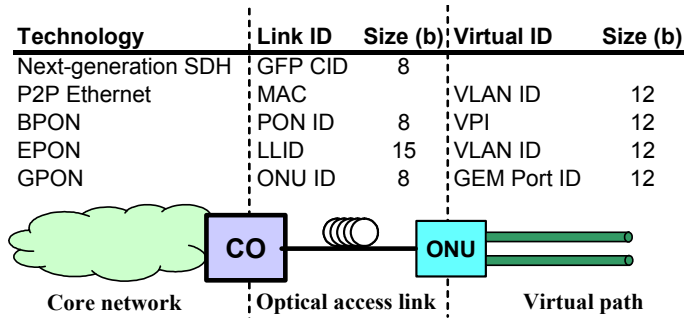 Technology Link ID Size (b) Virtual ID Size (b)
Next-generation SDH GFP CID 8
P2P Ethernet MAC VLAN ID 12
BPON PON ID 8 VPI 12
EPON LLID 15 VLAN ID 12
GPON ONU ID 8 GEM Port ID 12
CO ONU
Core network Optical access link Virtual path